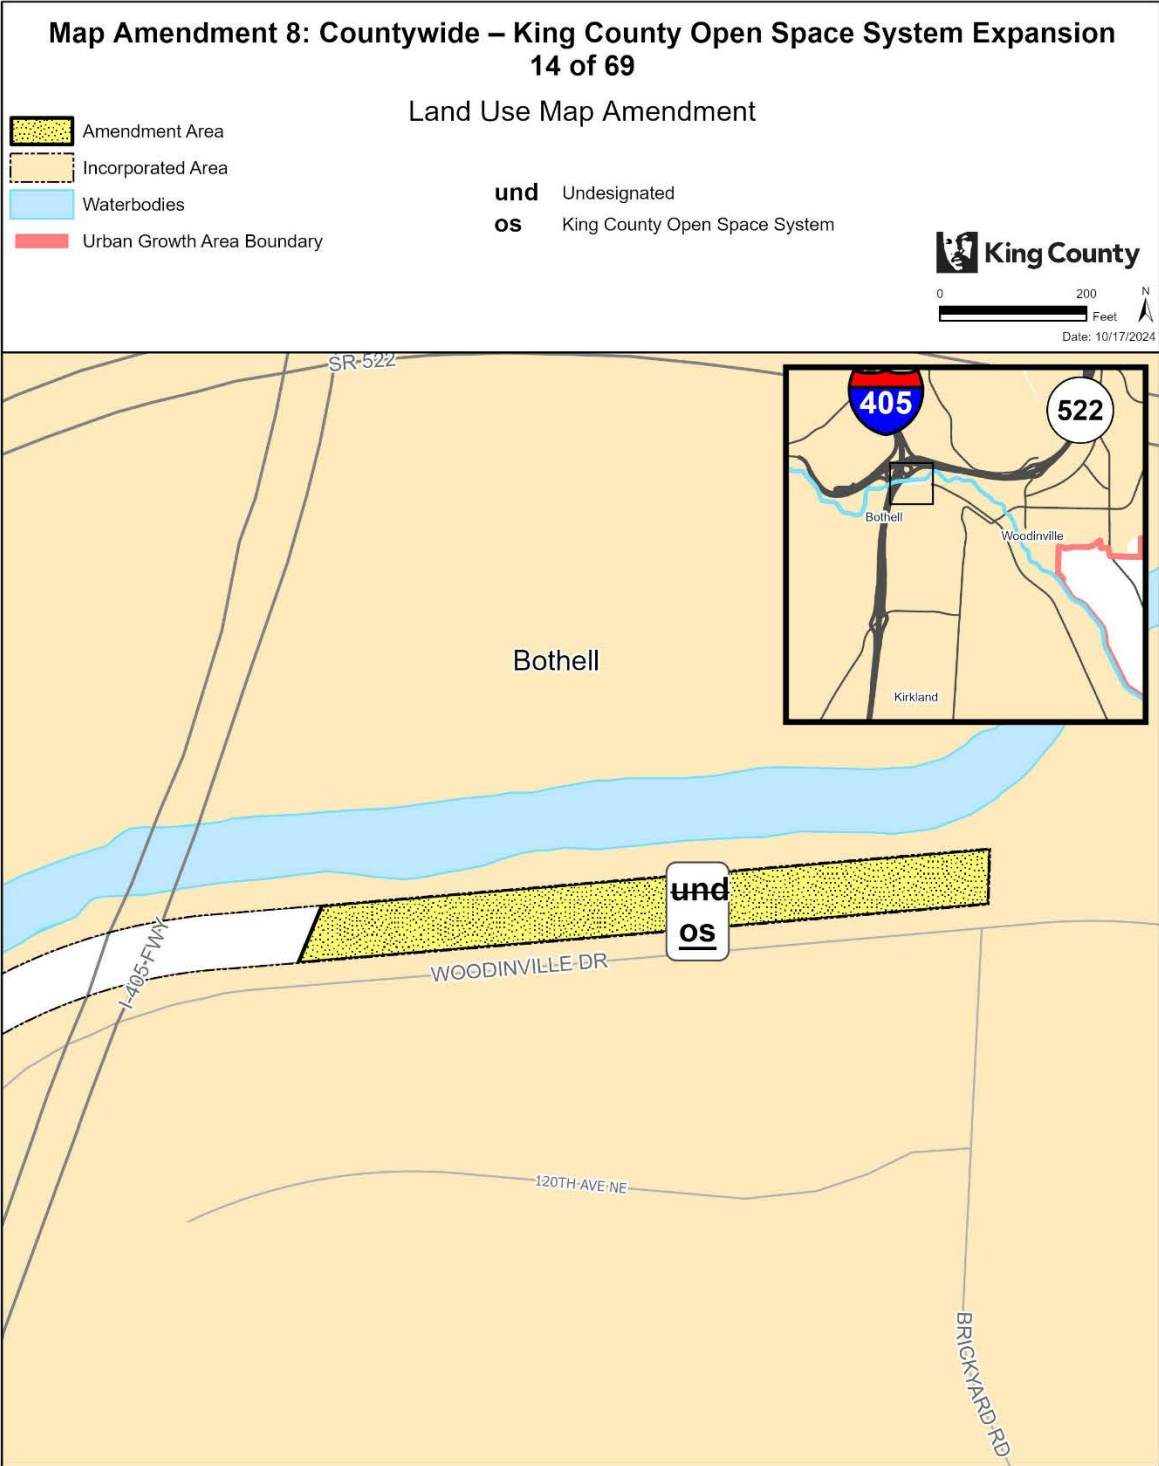 Map Amendment 8: Countywide – King County Open Space System Expansion
14 of 69
Land Use Map Amendment
Amendment Area
Incorporated Area
Waterbodies
Urban Growth Area Boundary
und Undesignated
os King County Open Space System
King County
0 200
Feet
N
Date: 10/17/2024
SR-522
405
522
Bothell
Woodinville
Kirkland
Bothell
und
os
I-405-FWY
WOODINVILLE DR
120TH AVE NE
BRICKYARD RD